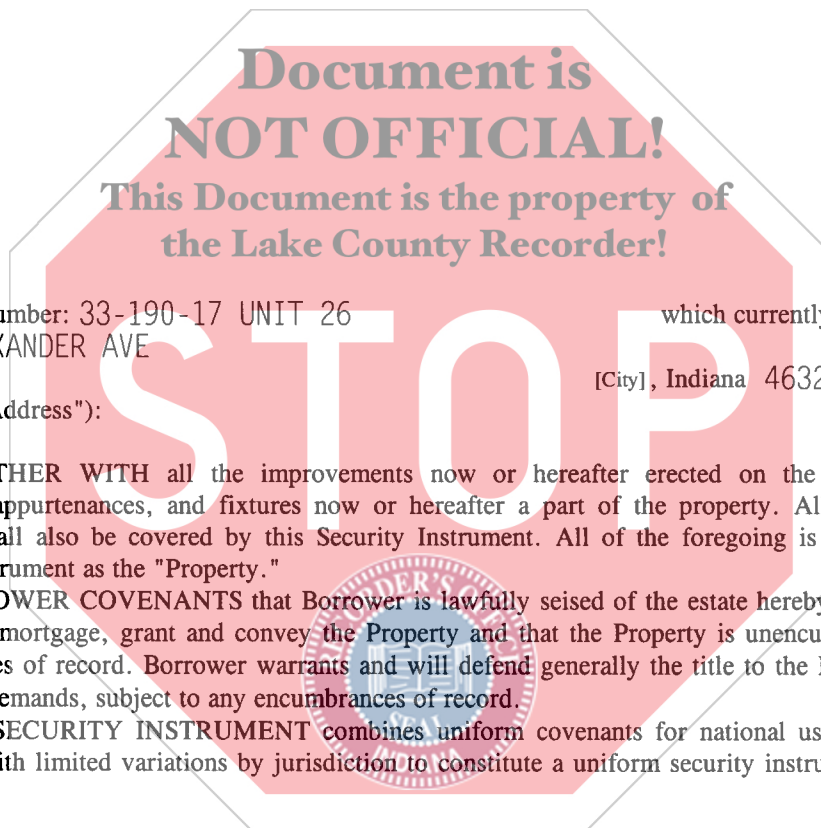 Document is
NOT OFFICIAL!
This Document is the property of
the Lake County Recorder!
umber: 33-190-17 UNIT 26 which currently
XANDER AVE
[City], Indiana 4632
Address"):
STOP
THER WITH all the improvements now or hereafter erected on the
appurtenances, and fixtures now or hereafter a part of the property. Al
all also be covered by this Security Instrument. All of the foregoing is
rument as the "Property."
OWER COVENANTS that Borrower is lawfully seised of the estate hereby
mortgage, grant and convey the Property and that the Property is unencu
es of record. Borrower warrants and will defend generally the title to the
emands, subject to any encumbrances of record.
SECURITY INSTRUMENT combines uniform covenants for national us
ith limited variations by jurisdiction to constitute a uniform security instru
SEAL
INDIANA